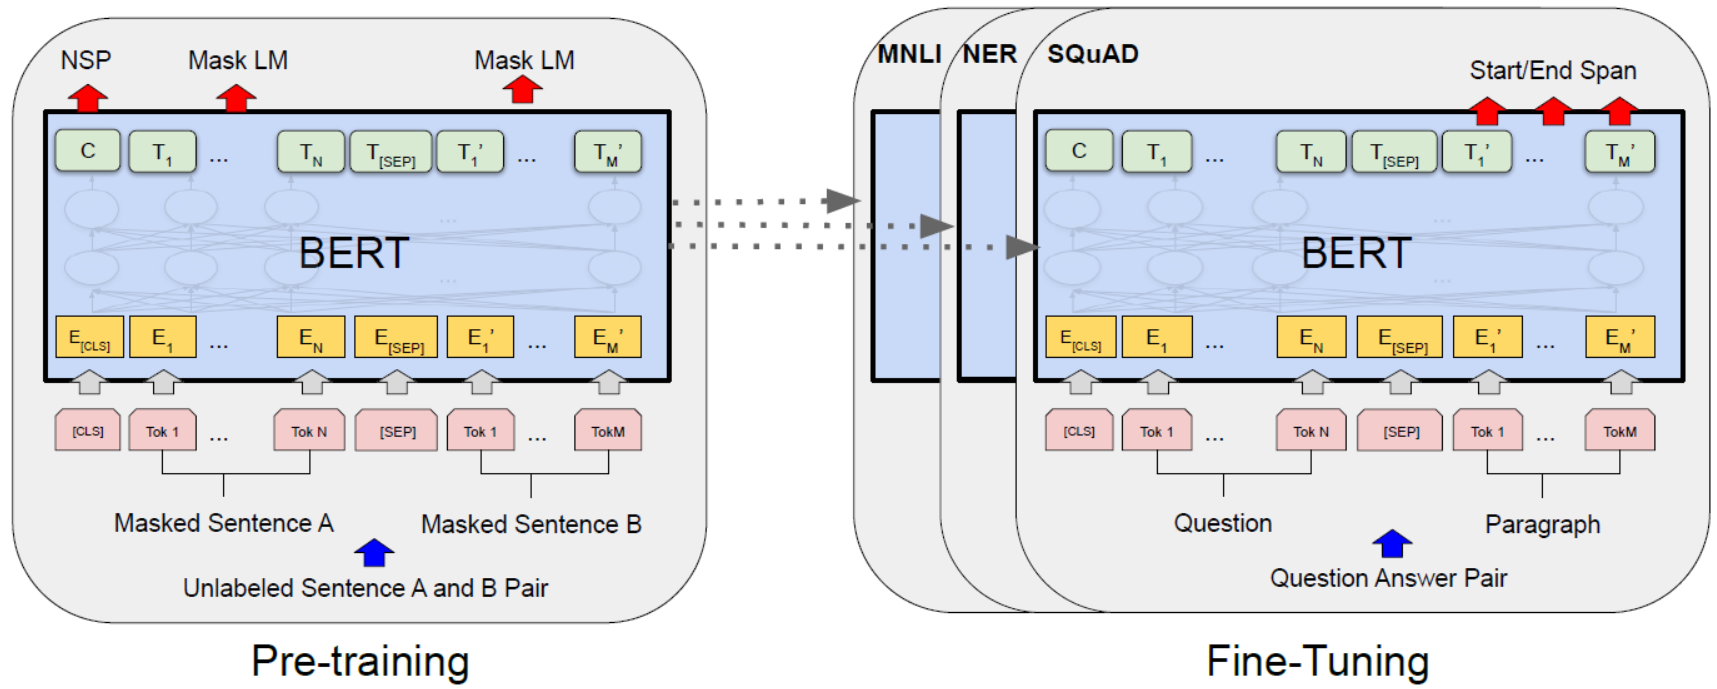 NSP Mask LM Mask LM
C T1 ... TN T[SEP] T1’ ... TM’
...
BERT
...
E[CLS] E1 ... EN E[SEP] E1’ ... EM’
[CLS] Tok 1 ... Tok N [SEP] Tok 1 ... TokM
Masked Sentence A Masked Sentence B
Unlabeled Sentence A and B Pair
Pre-training
MNLI NER SQuAD
Start/End Span
C T1 ... TN T[SEP] T1’ ... TM’
...
BERT
...
E[CLS] E1 ... EN E[SEP] E1’ ... EM’
[CLS] Tok 1 ... Tok N [SEP] Tok 1 ... TokM
Question Paragraph
Question Answer Pair
Fine-Tuning